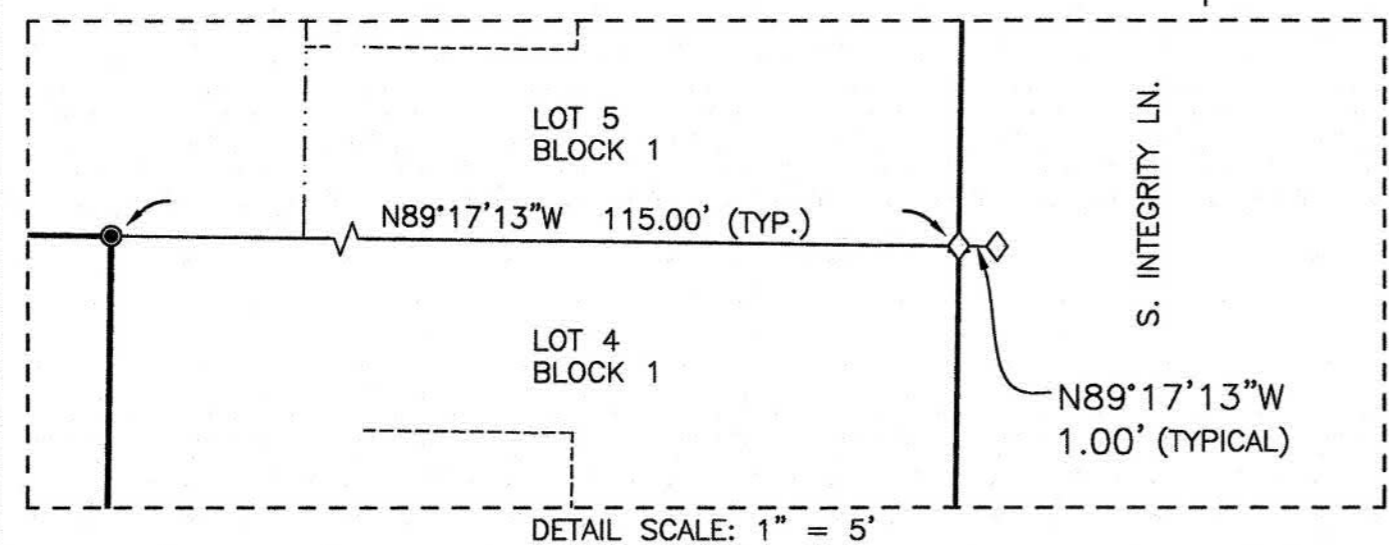 LOT 5
BLOCK 1
N89°17'13"W 115.00' (TYP.)
S. INTEGRITY LN.
LOT 4
BLOCK 1
N89°17'13"W
1.00' (TYPICAL)
DETAIL SCALE: 1" = 5'